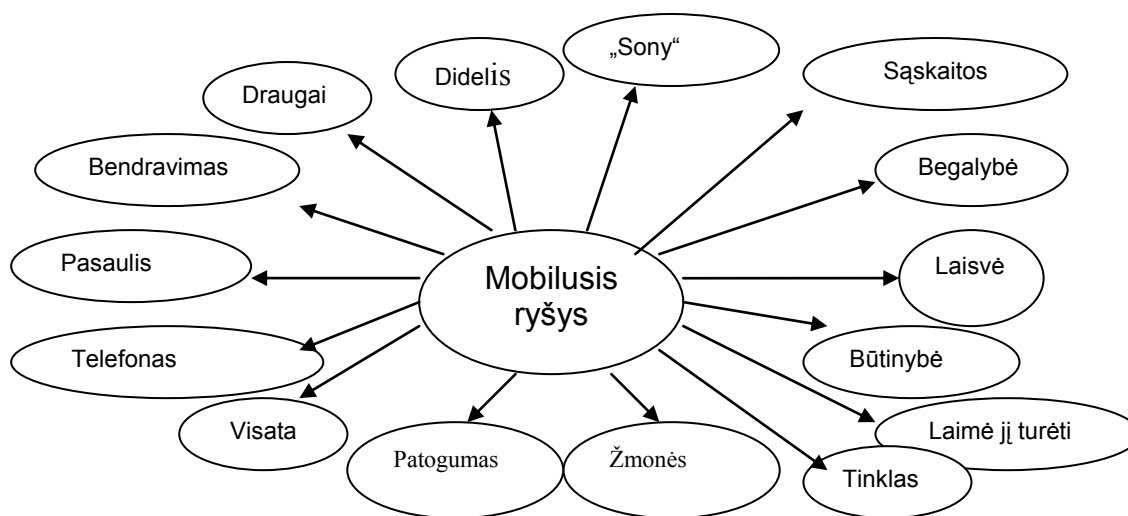 „Sony“
Didelis
Sąskaitos
Draugai
Bendravimas
Begalybė
Pasaulis
Laisvė
Mobilusis
ryšys
Telefonas
Būtinybė
Visata
Laimė jį turėti
Patogumas
Žmonės
Tinklas